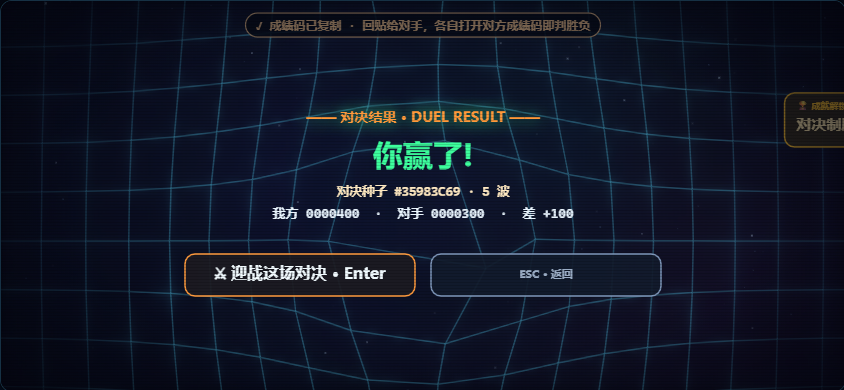 ✓ 成绩码已复制 · 回贴给对手，各自打开对方成绩码即判胜负
成就解
对决制
—— 对决结果 • DUEL RESULT ——
你赢了!
对决种子 #35983C69 · 5 波
我方 0000400 · 对手 0000300 · 差 +100
⚔ 迎战这场对决 • Enter
ESC • 返回